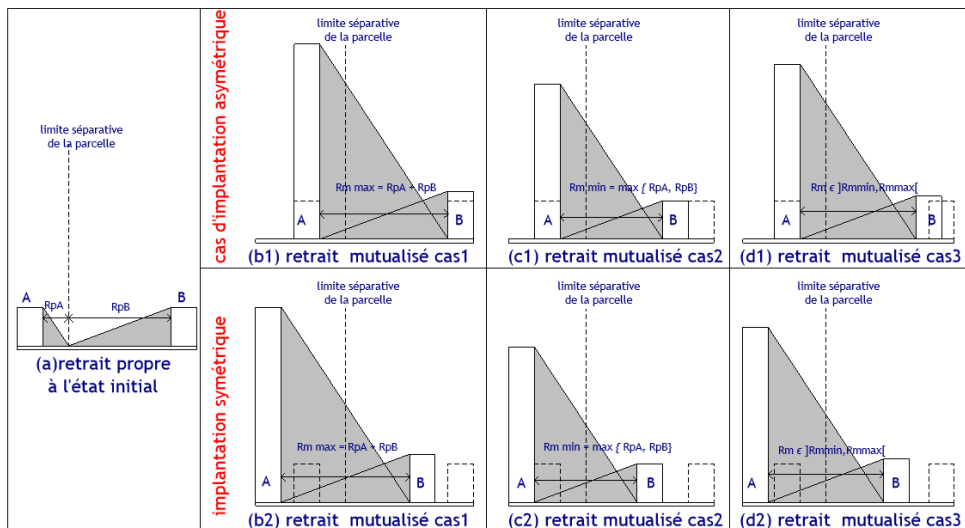 limite séparative
de la parcelle
A
RpA
RpB
B
(a)retrait propre
à l'état initial
cas d'implantation asymétrique
limite séparative
de la parcelle
Rm max = RpA + RpB
A
B
(b1) retrait mutualisé cas1
limite séparative
de la parcelle
Rm min = max { RpA, RpB}
A
B
(c1) retrait mutualisé cas2
limite séparative
de la parcelle
Rm ϵ ]Rmmin,Rmmax[
A
B
(d1) retrait mutualisé cas3
implantation symétrique
limite séparative
de la parcelle
Rm max = RpA + RpB
A
B
(b2) retrait mutualisé cas1
limite séparative
de la parcelle
Rm min = max { RpA, RpB}
A
B
(c2) retrait mutualisé cas2
limite séparative
de la parcelle
Rm ϵ ]Rmmin,Rmmax[
A
B
(d2) retrait mutualisé cas3